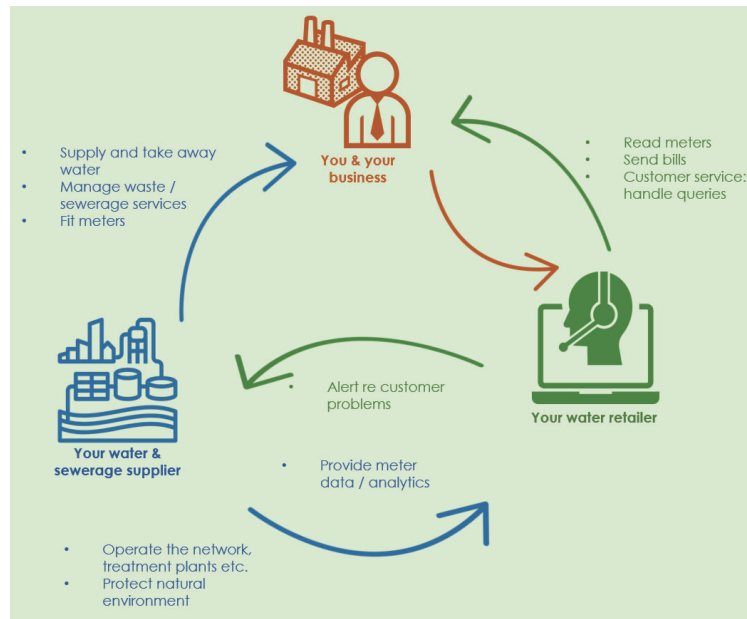 You & your
business
• Supply and take away
water
• Manage waste /
sewerage services
• Fit meters
• Read meters
• Send bills
• Customer service:
handle queries
Your water retailer
• Alert re customer
problems
Your water &
sewerage supplier
• Provide meter
data / analytics
• Operate the network,
treatment plants etc.
• Protect natural
environment